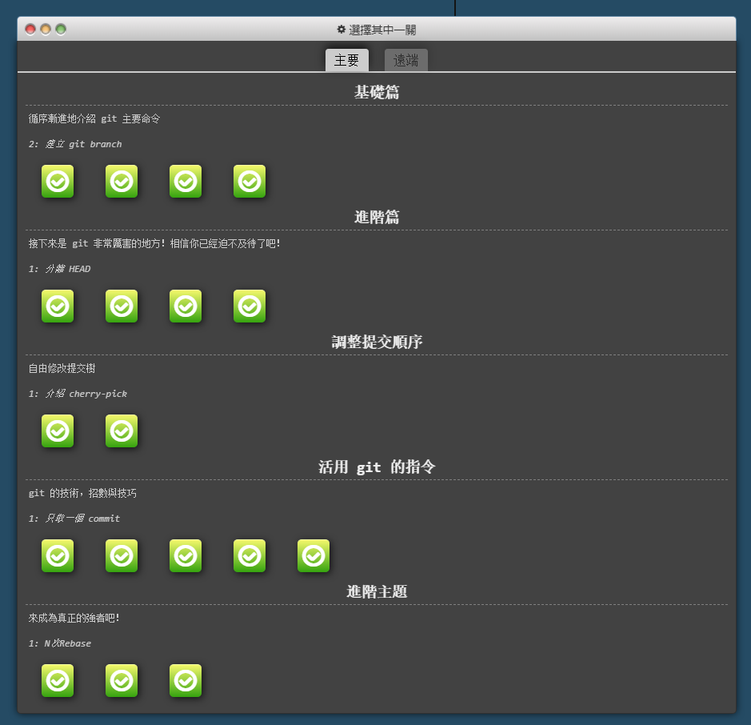 選擇其中一關
主要 遠端
基礎篇
循序漸進地介紹 git 主要命令
2: 建立 git branch
進階篇
接下來是 git 非常厲害的地方! 相信你已經迫不及待了吧!
1: 分離 HEAD
調整提交順序
自由修改提交樹
1: 介紹 cherry-pick
活用 git 的指令
git 的技術，招數與技巧
1: 只取一個 commit
進階主題
來成為真正的強者吧!
1: N次Rebase